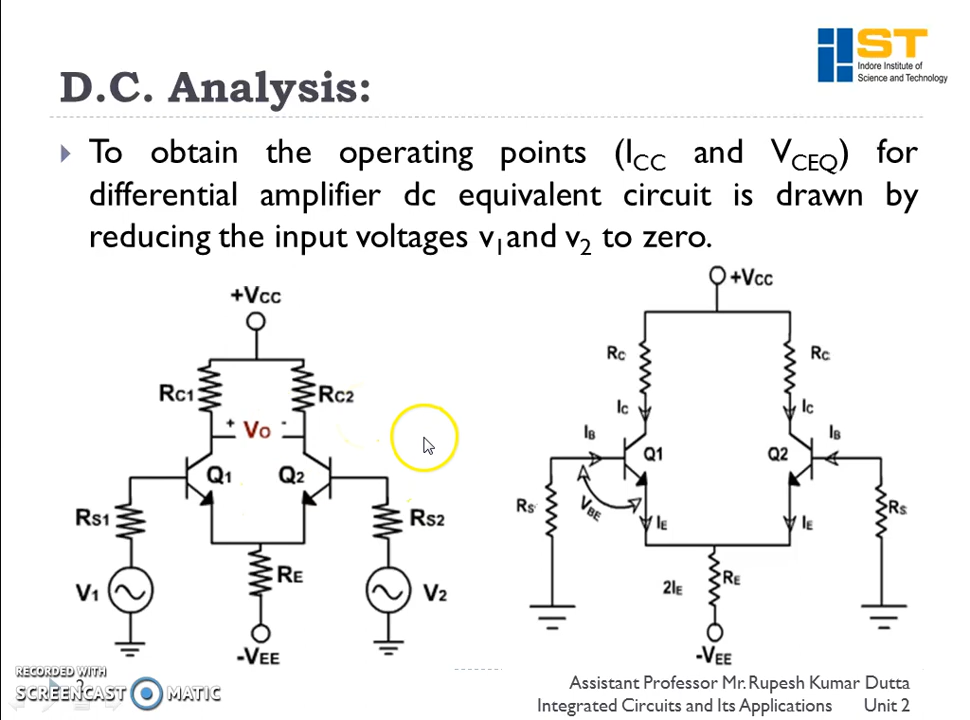 IIST
Indore Institute of
Science and Technology
D.C. Analysis:
To obtain the operating points (ICC and VCEQ) for
differential amplifier dc equivalent circuit is drawn by
reducing the input voltages v1and v2 to zero.
+VCC
RC1
RC2
+ VO -
Q1
Q2
RS1
RS2
RE
V1
V2
-VEE
+VCC
RC
RC
IC
IC
IB
IB
Q1
Q2
RS
VBE
RS
IE
IE
2IE
RE
-VEE
RECORDED WITH
SCREENCAST MATIC
2
Assistant Professor Mr. Rupesh Kumar Dutta
Integrated Circuits and Its Applications Unit 2